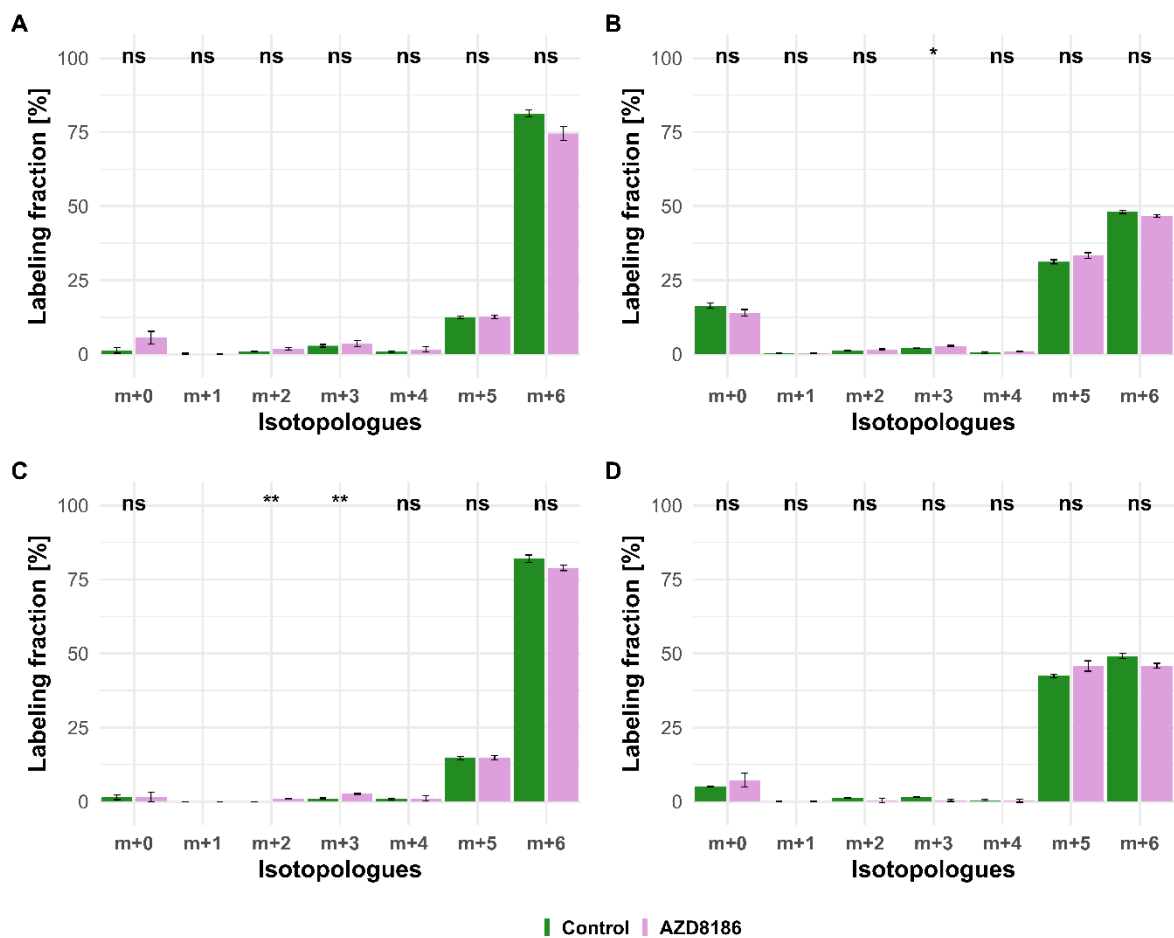 A
ns ns ns ns ns ns ns
100
75
50
25
0
Labeling fraction [%]
m+0 m+1 m+2 m+3 m+4 m+5 m+6
Isotopologues
B
ns ns ns * ns ns ns
100
75
50
25
0
Labeling fraction [%]
m+0 m+1 m+2 m+3 m+4 m+5 m+6
Isotopologues
C
ns ** ** ns ns ns
100
75
50
25
0
Labeling fraction [%]
m+0 m+1 m+2 m+3 m+4 m+5 m+6
Isotopologues
D
ns ns ns ns ns ns ns
100
75
50
25
0
Labeling fraction [%]
m+0 m+1 m+2 m+3 m+4 m+5 m+6
Isotopologues
Control AZD8186